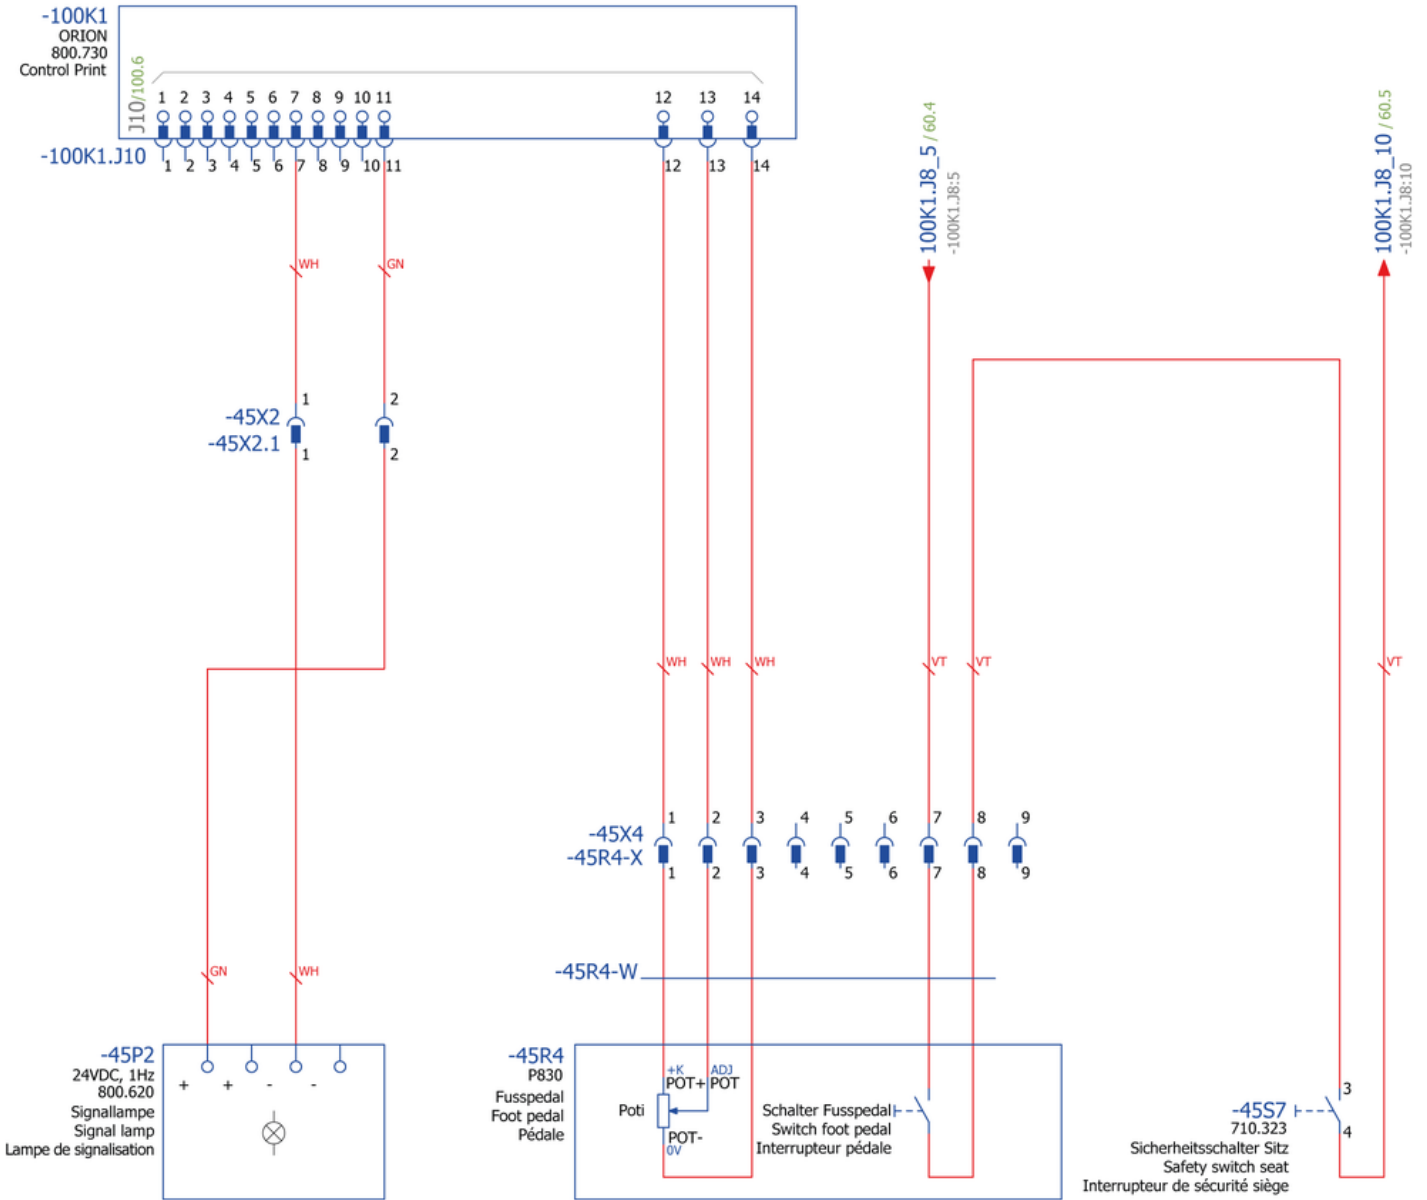 -100K1
ORION
800.730
Control Print
J10/100.6
1 2 3 4 5 6 7 8 9 10 11 12 13 14
-100K1.J10
1 2 3 4 5 6 7 8 9 10 11 12 13 14
100K1.J8_5 / 60.4
-100K1.J8:5
100K1.J8_10 / 60.5
-100K1.J8:10
WH GN
-45X2 1 2
-45X2.1 1 2
WH WH WH VT VT VT
-45X4 1 2 3 4 5 6 7 8 9
-45R4-X 1 2 3 4 5 6 7 8 9
GN WH
-45R4-W
-45P2
24VDC, 1Hz
800.620
Signallampe
Signal lamp
Lampe de signalisation
+ + - -
-45R4
P830
Fusspedal
Foot pedal
Pédale
+K ADJ
POT+ POT
Poti
POT-
0V
Schalter Fusspedal
Switch foot pedal
Interrupteur pédale
3
-45S7
4
710.323
Sicherheitsschalter Sitz
Safety switch seat
Interrupteur de sécurité siège